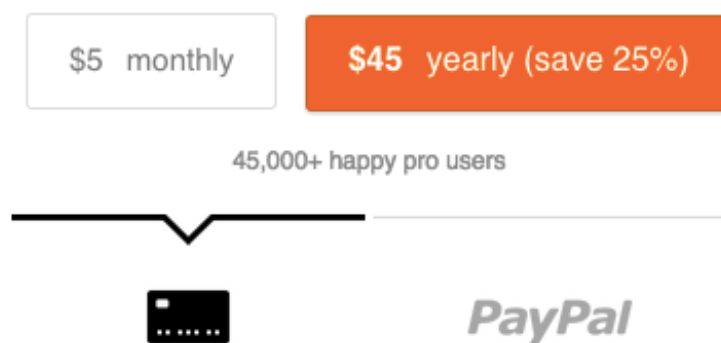 $5 monthly
$45 yearly (save 25%)
45,000+ happy pro users
PayPal